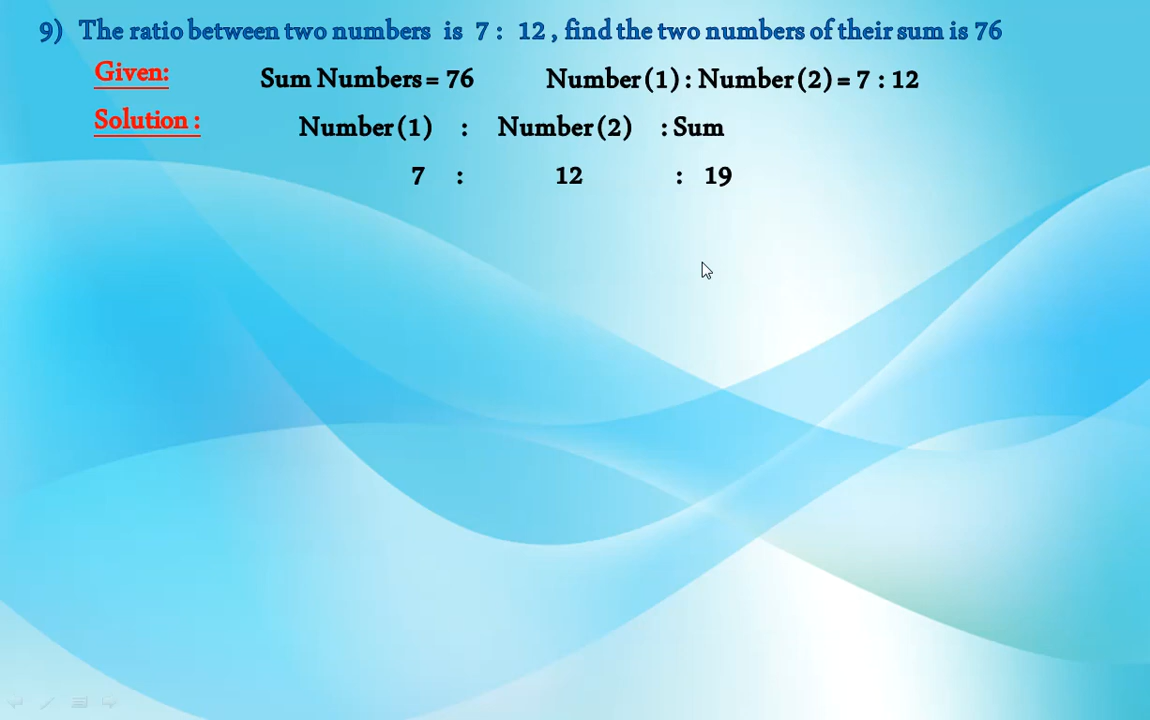 9) The ratio between two numbers is 7 : 12 , find the two numbers of their sum is 76
Given: Sum Numbers = 76 Number (1) : Number (2) = 7 : 12
Solution : Number (1) : Number (2) : Sum
7 : 12 : 19